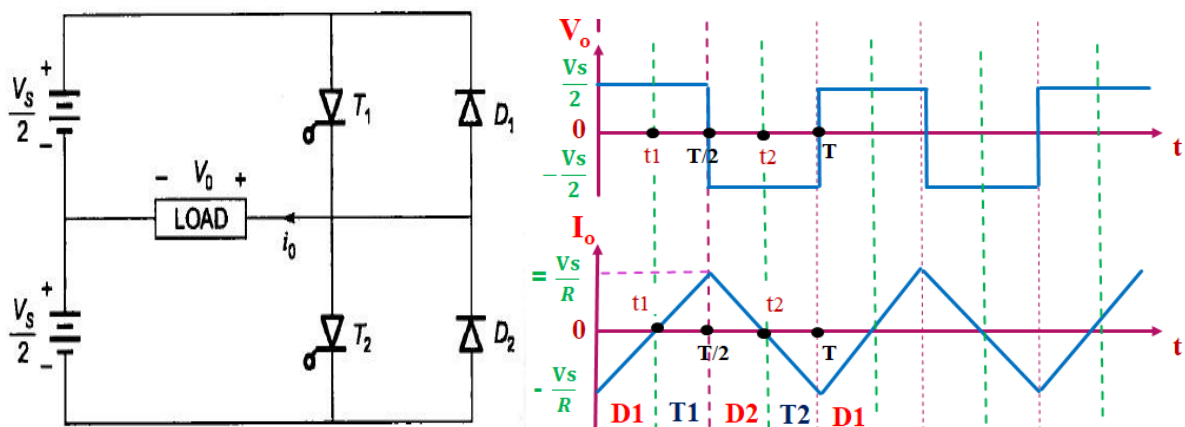 +
Vs
2
-
T1
D1
- V0 +
LOAD
i0
+
Vs
2
-
T2
D2
Vo
Vs
2
0
- Vs
2
t1 T/2 t2 T
t
Io
= Vs
R
0
- Vs
R
t1 T/2 t2 T
t
D1 T1 D2 T2 D1